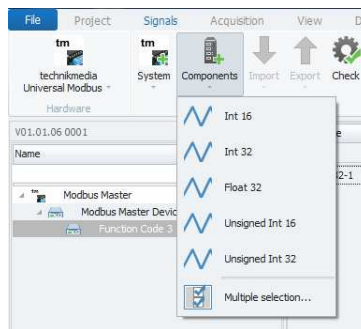 File Project Signals Acquisition View
tm tm
technikmedia Universal Modbus System Components Import Export Check
Hardware
V01.01.06 0001
Name
tm Modbus Master
Modbus Master Devic
Function Code 3
Int 16
Int 32
Float 32
Unsigned Int 16
Unsigned Int 32
Multiple selection...